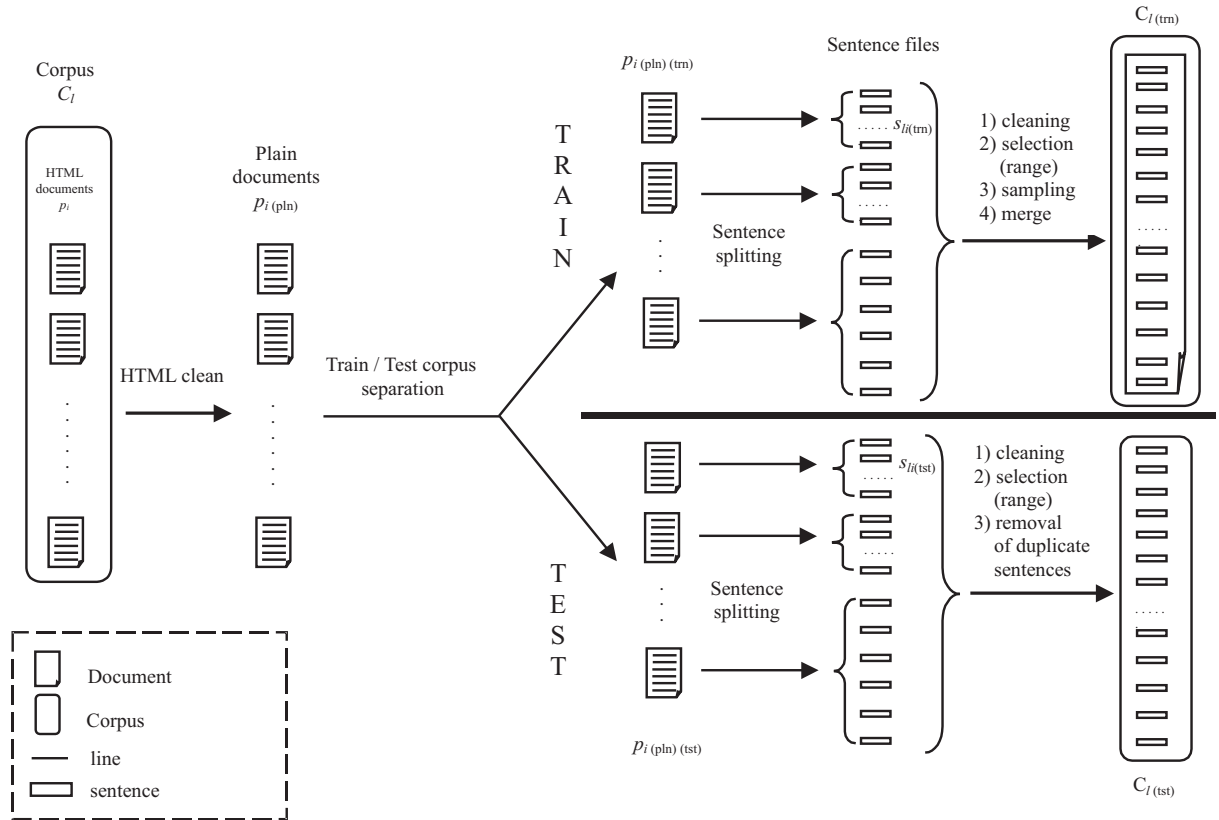 Corpus
C_l
HTML
documents
p_i
HTML clean
Plain
documents
p_i (pln)
Train / Test corpus
separation
T
R
A
I
N
p_i (pln) (trn)
Sentence
splitting
Sentence files
s_li(trn)
1) cleaning
2) selection
(range)
3) sampling
4) merge
C_l (trn)
T
E
S
T
Sentence
splitting
p_i (pln) (tst)
s_li(tst)
1) cleaning
2) selection
(range)
3) removal
of duplicate
sentences
C_l (tst)
Document
Corpus
line
sentence